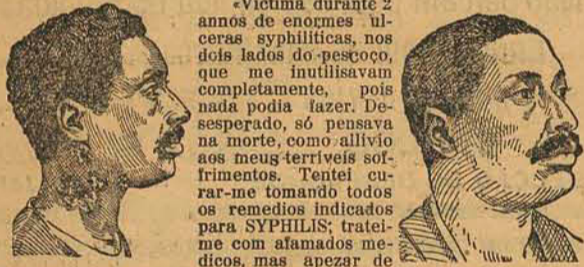 «Victima durante 2
annos de enormes ul-
ceras syphiliticas, nos
dois lados do pescoço,
que me inutilisavam
completamente, pois
nada podia fazer. De-
sesperado, só pensava
na morte, como allivio
aos meus terriveis sof-
frimentos. Tentei cu-
rar-me tomando todos
os remedios indicados
para SYPHILIS; tratei-
me com afamados me-
dicos, mas apezar de